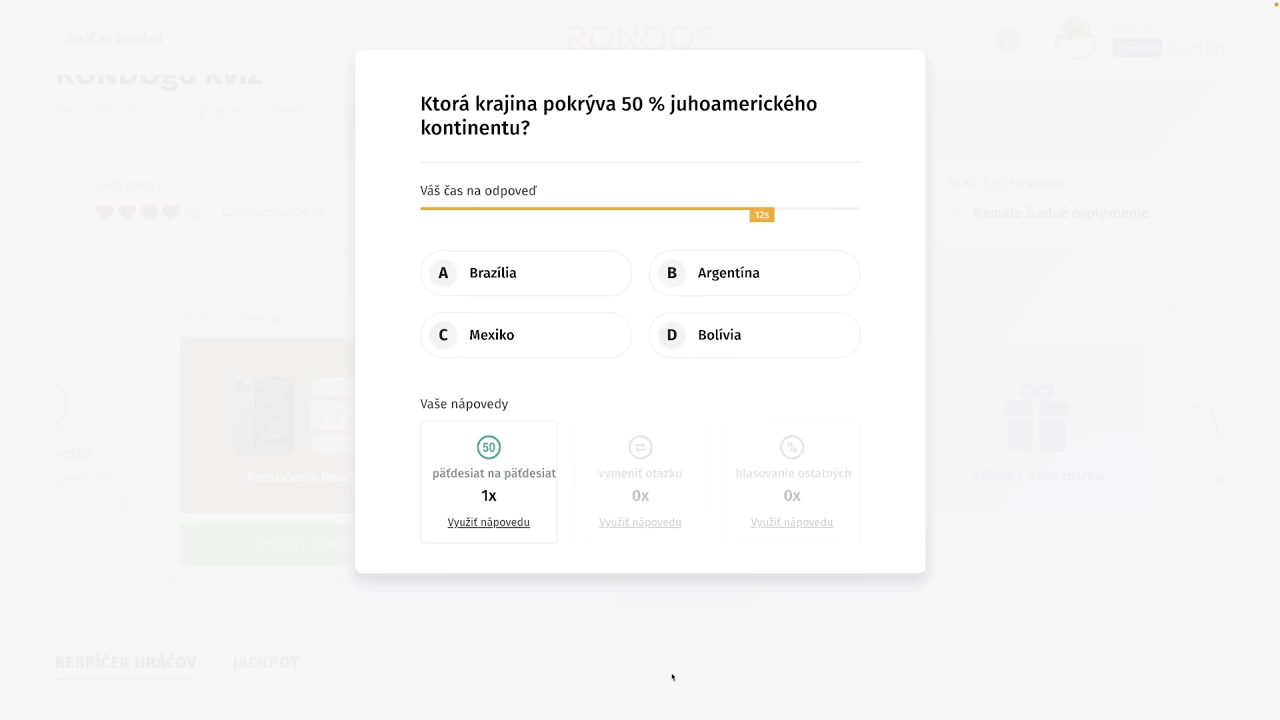 Späť na prehľad
RONDO
RONDOgo kvíz
Ktorá krajina pokrýva 50 % juhoamerického
kontinentu?
Váš čas na odpoveď
12s
Nemáte žiadné ovplyvnenie
A Brazília
B Argentína
C Mexiko
D Bolívia
Vaše nápovedy
50
%
päťdesiat na päťdesiat
vymeniť otázku
hlasovanie ostatných
1x
0x
0x
Využiť nápovedu
Využiť nápovedu
Využiť nápovedu
REBRÍČEK HRÁČOV
JACKPOT